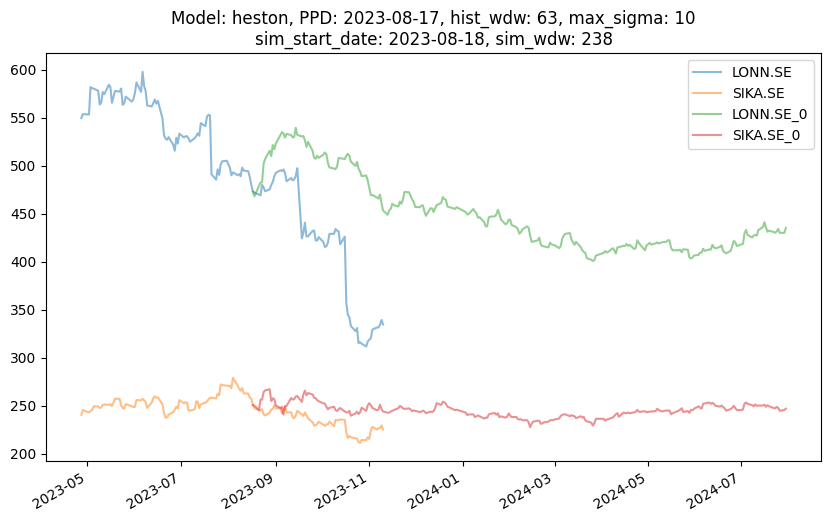 Model: heston, PPD: 2023-08-17, hist_wdw: 63, max_sigma: 10
sim_start_date: 2023-08-18, sim_wdw: 238
600
550
500
450
400
350
300
250
200
LONN.SE
SIKA.SE
LONN.SE_0
SIKA.SE_0
2023-05
2023-07
2023-09
2023-11
2024-01
2024-03
2024-05
2024-07